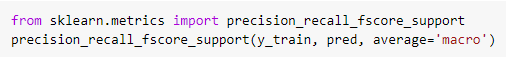 from sklearn.metrics import precision_recall_fscore_support
precision_recall_fscore_support(y_train, pred, average='macro')